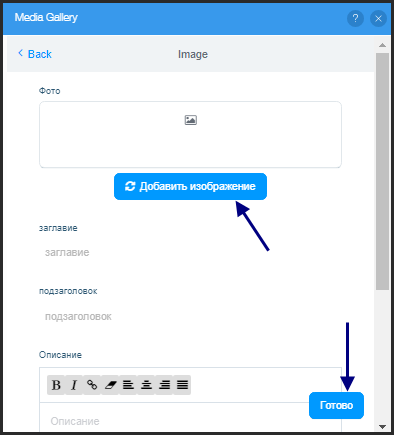 Media Gallery
?
Back
Image
Фото
Добавить изображение
заглавие
заглавие
подзаголовок
подзаголовок
Описание
B I
Готово
Описание